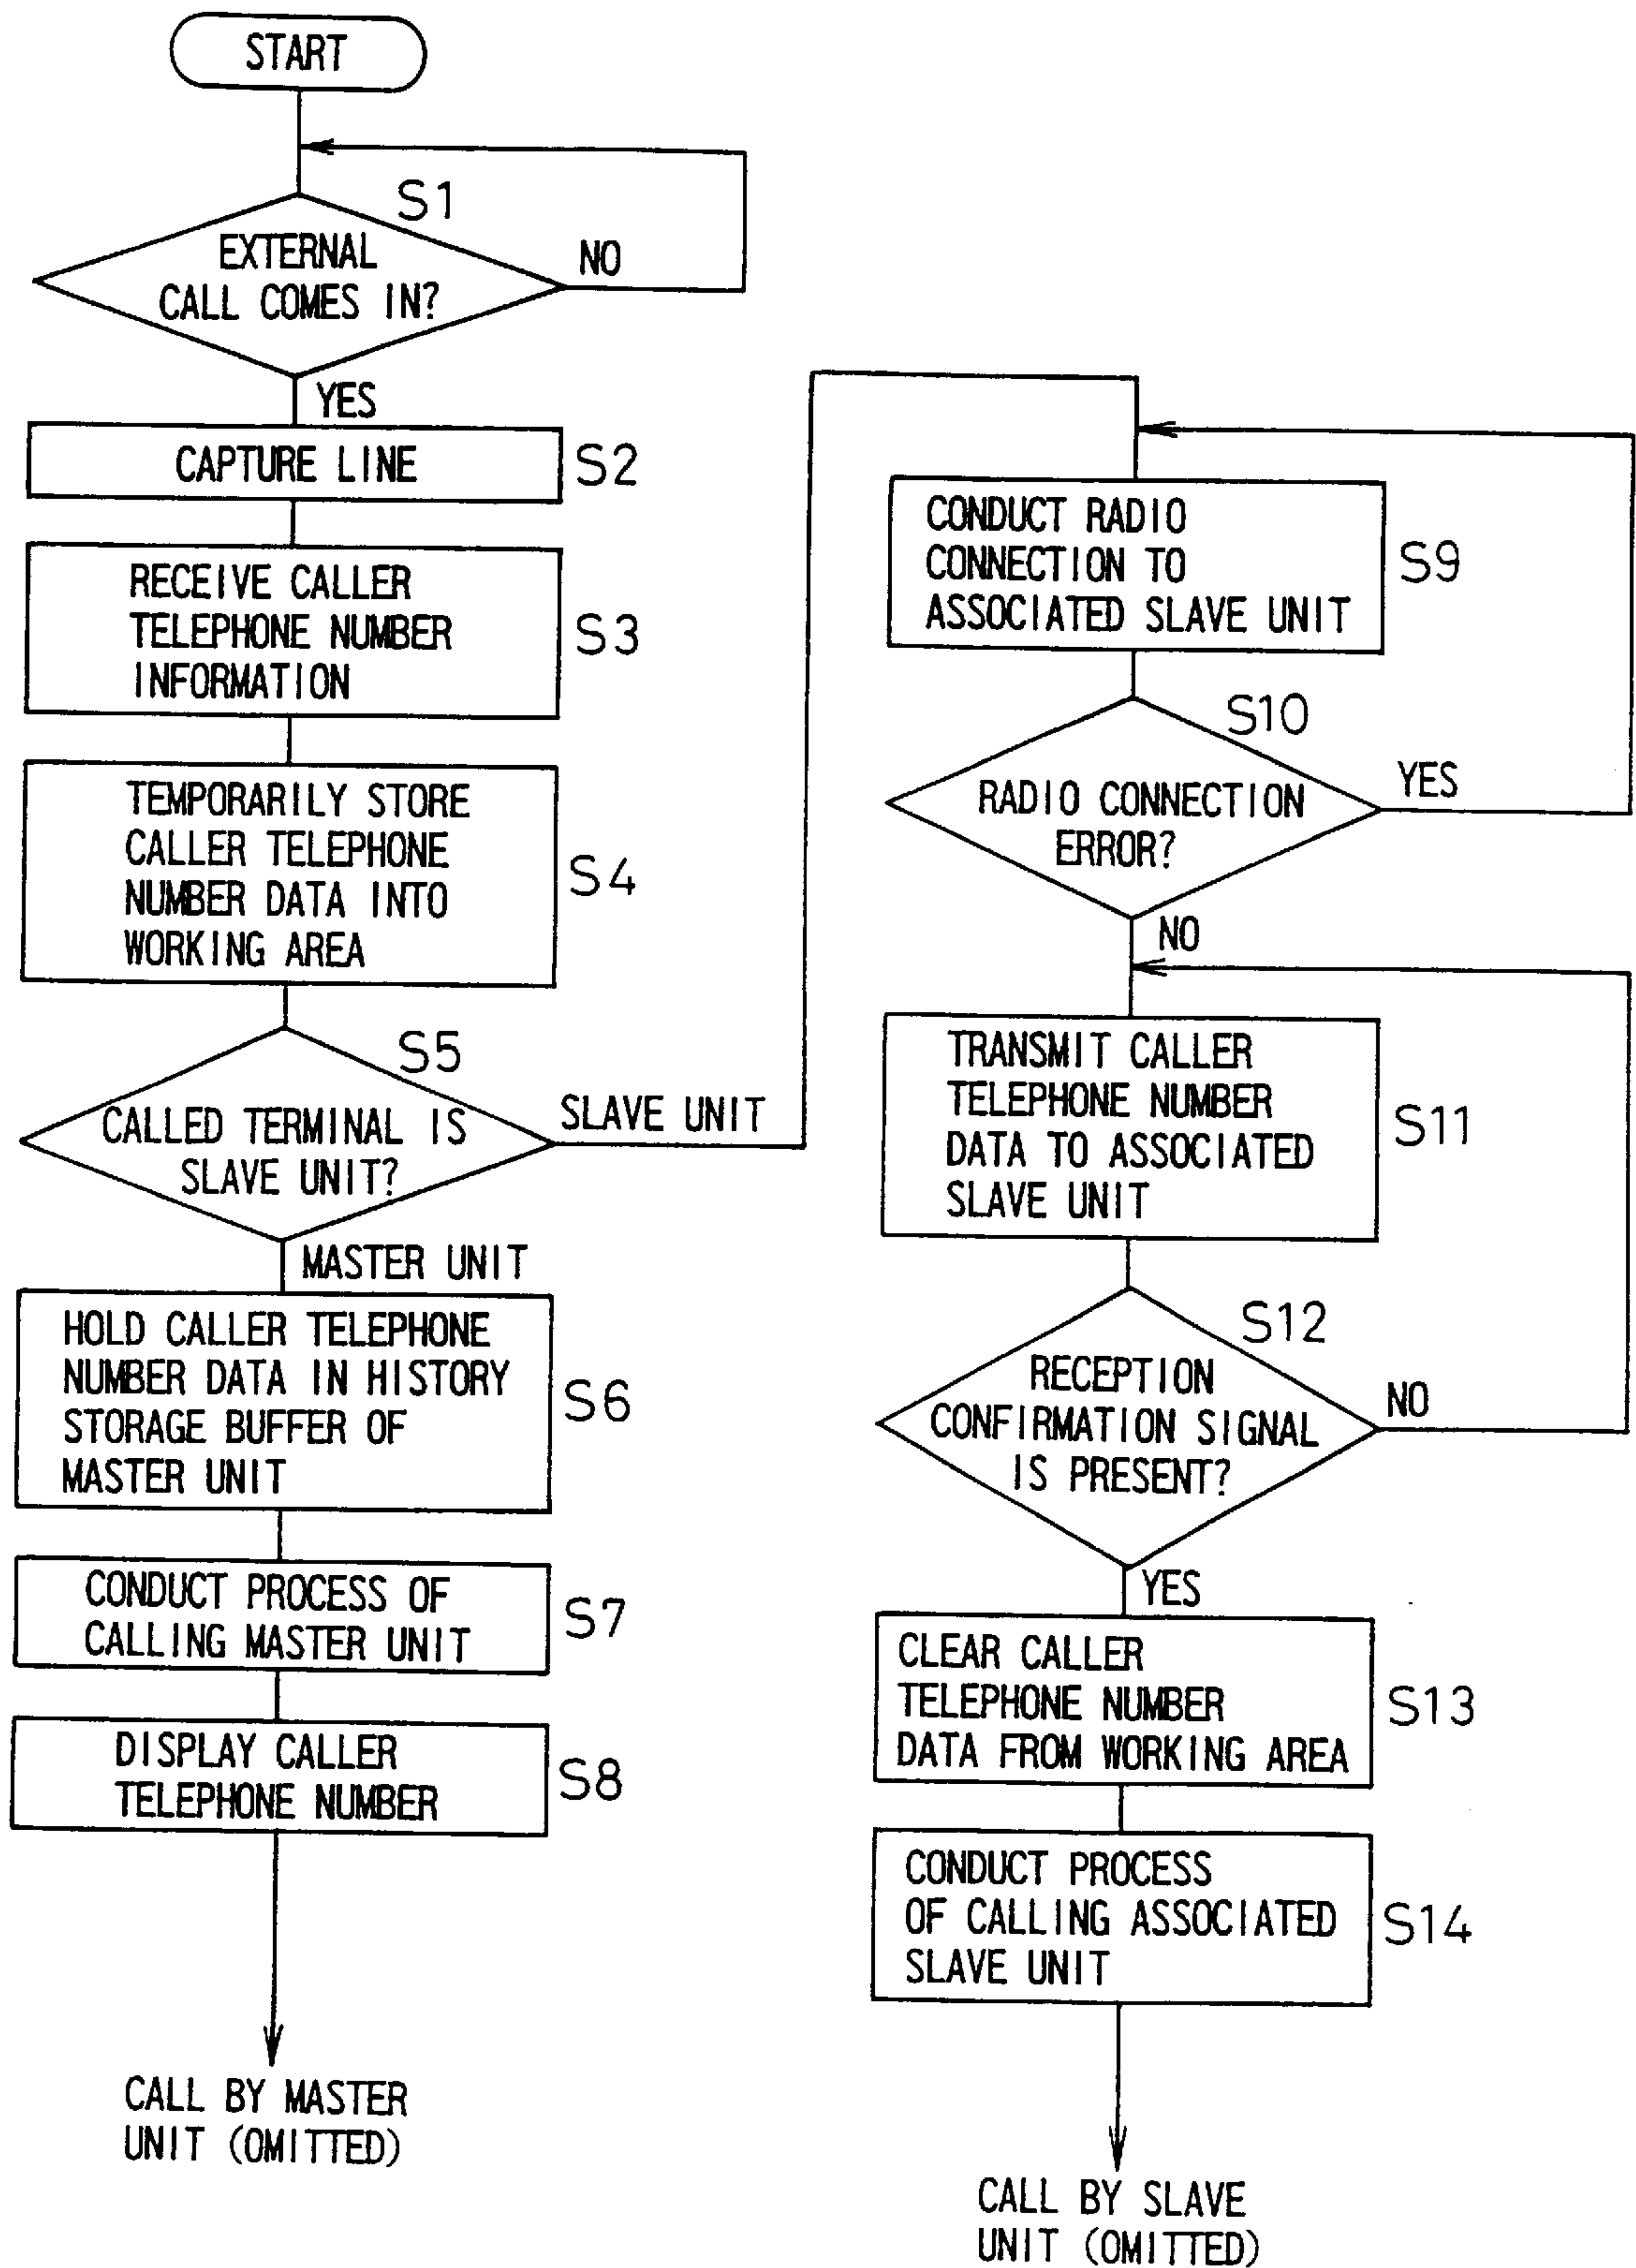 START
S1
EXTERNAL
CALL COMES IN?
NO
YES
CAPTURE LINE
S2
RECEIVE CALLER
TELEPHONE NUMBER
INFORMATION
S3
TEMPORARILY STORE
CALLER TELEPHONE
NUMBER DATA INTO
WORKING AREA
S4
S5
CALLED TERMINAL IS
SLAVE UNIT?
SLAVE UNIT
MASTER UNIT
HOLD CALLER TELEPHONE
NUMBER DATA IN HISTORY
STORAGE BUFFER OF
MASTER UNIT
S6
CONDUCT PROCESS OF
CALLING MASTER UNIT
S7
DISPLAY CALLER
TELEPHONE NUMBER
S8
CALL BY MASTER
UNIT (OMITTED)
CONDUCT RADIO
CONNECTION TO
ASSOCIATED SLAVE UNIT
S9
S10
RADIO CONNECTION
ERROR?
YES
NO
TRANSMIT CALLER
TELEPHONE NUMBER
DATA TO ASSOCIATED
SLAVE UNIT
S11
S12
RECEPTION
CONFIRMATION SIGNAL
IS PRESENT?
NO
YES
CLEAR CALLER
TELEPHONE NUMBER
DATA FROM WORKING AREA
S13
CONDUCT PROCESS
OF CALLING ASSOCIATED
SLAVE UNIT
S14
CALL BY SLAVE
UNIT (OMITTED)